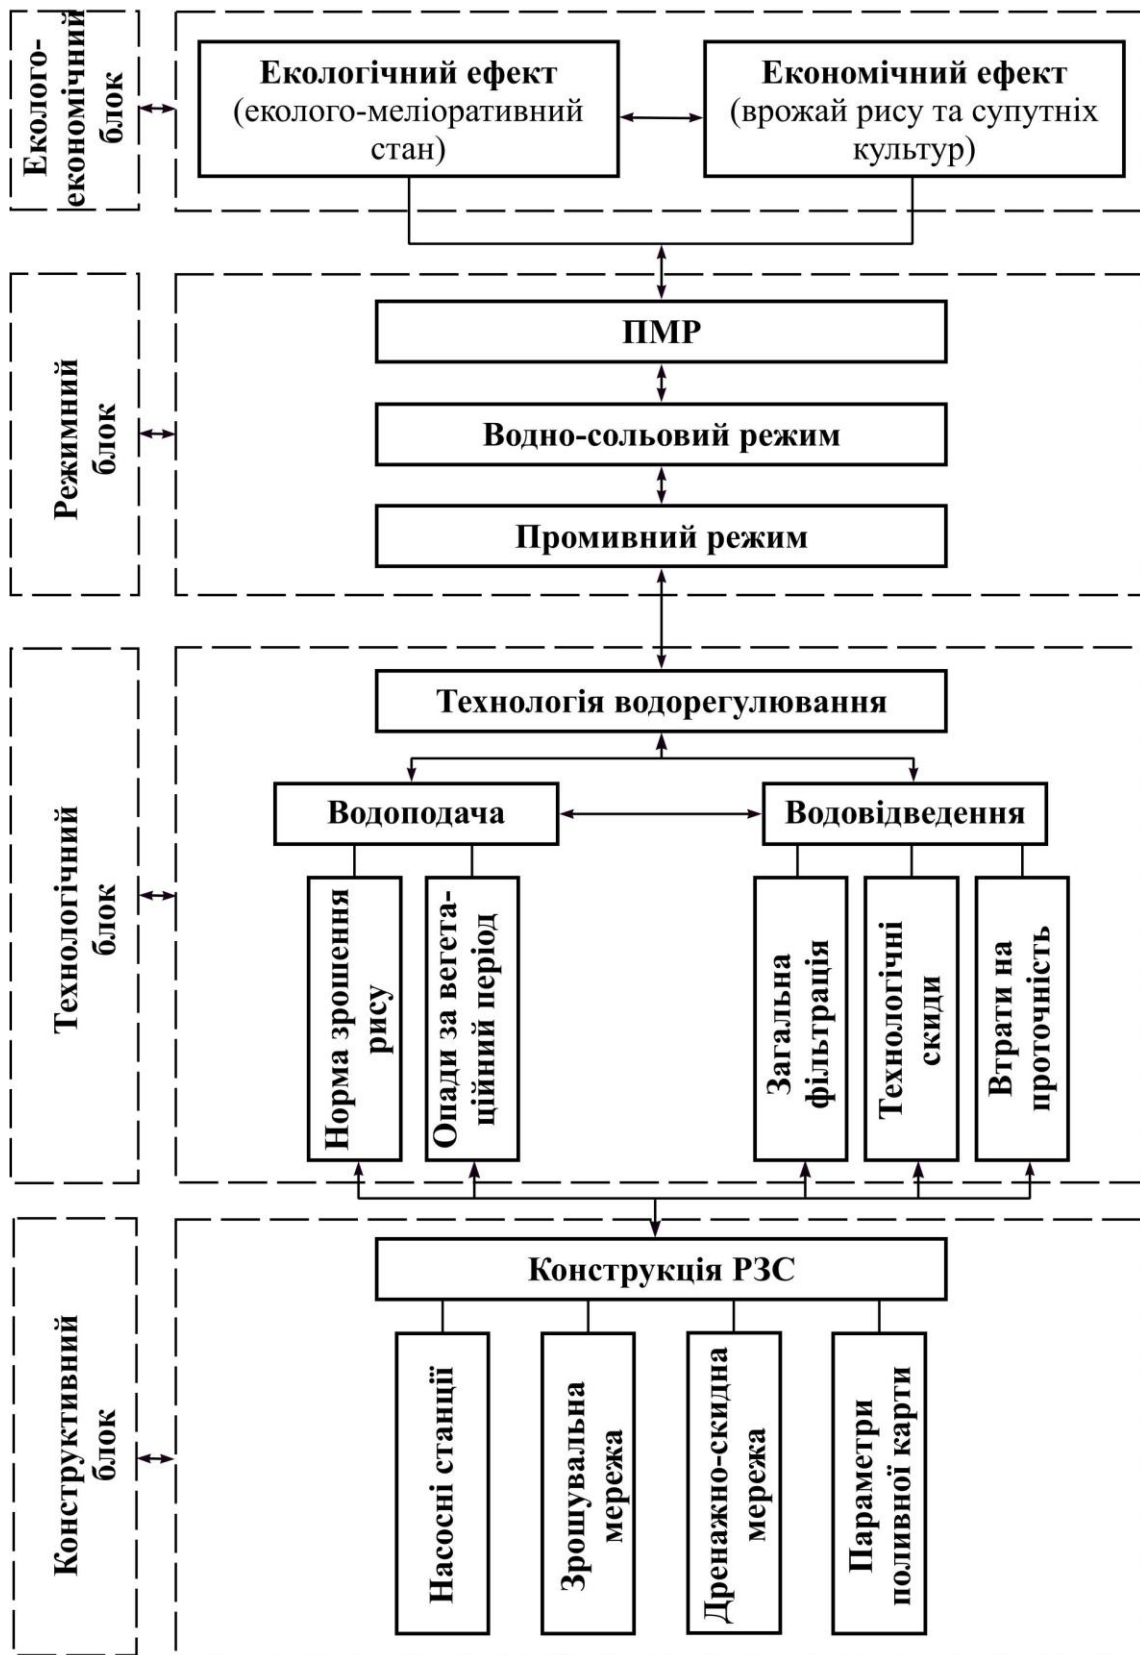 Еколого-
економічний
блок
Екологічний ефект
(еколого-меліоративний
стан)
Економічний ефект
(врожай рису та супутніх
культур)
Режимний
блок
ПМР
Водно-сольовий режим
Промивний режим
Технологічний
блок
Технологія водорегулювання
Водоподача
Водовідведення
Норма зрошення
рису
Опади за вегета-
ційний період
Загальна
фільтрація
Технологічні
скиди
Втрати на
проточність
Конструктивний
блок
Конструкція РЗС
Насосні станції
Зрошувальна
мережа
Дренажно-скидна
мережа
Параметри
поливної карти